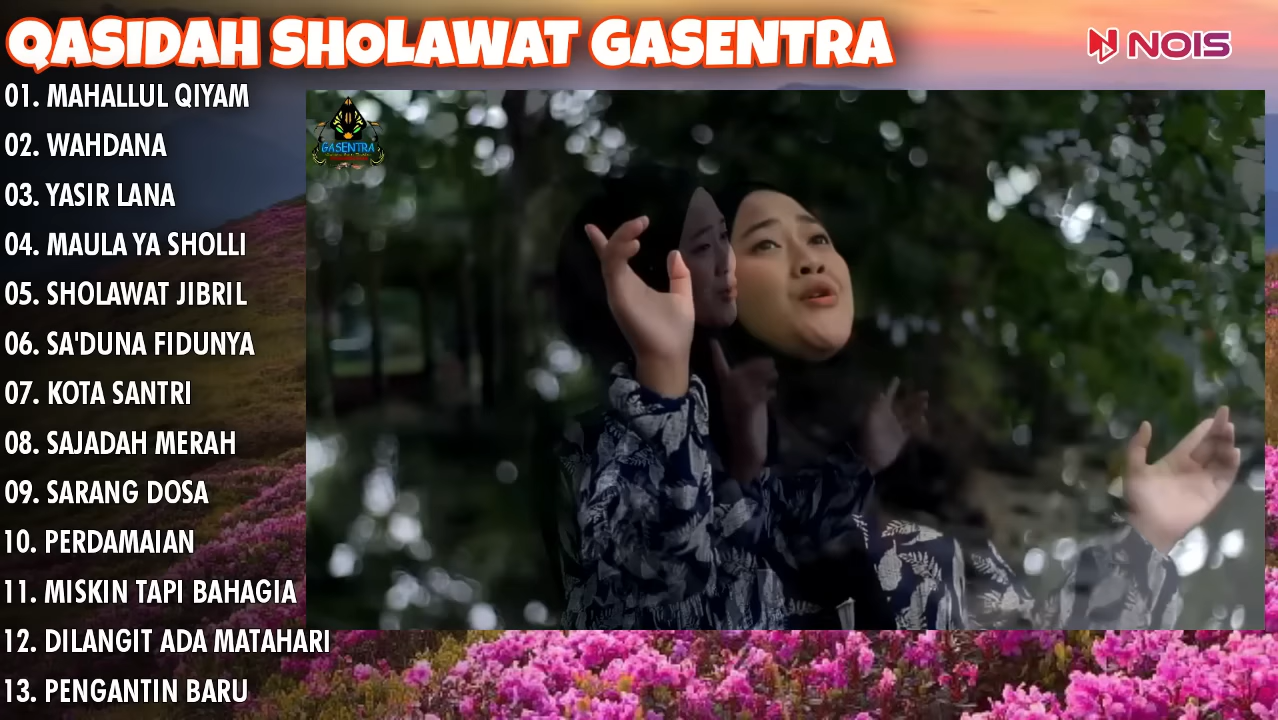 QASIDAH SHOLAWAT GASENTRA
NOIS
01. MAHALLUL QIYAM
02. WAHDANA
03. YASIR LANA
04. MAULA YA SHOLLI
05. SHOLAWAT JIBRIL
06. SA'DUNA FIDUNYA
07. KOTA SANTRI
08. SAJADAH MERAH
09. SARANG DOSA
10. PERDAMAIAN
11. MISKIN TAPI BAHAGIA
12. DILANGIT ADA MATAHARI
13. PENGANTIN BARU
GASENTRA